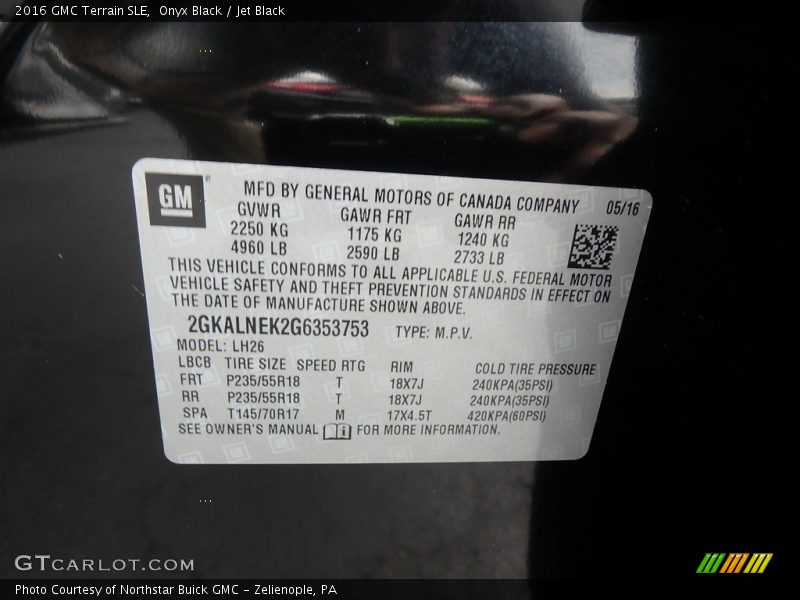 2016 GMC Terrain SLE,  Onyx Black / Jet Black
GM
MFD BY GENERAL MOTORS OF CANADA COMPANY 05/16
GVWR GAWR FRT GAWR RR
2250 KG 1175 KG 1240 KG
4960 LB 2590 LB 2733 LB
THIS VEHICLE CONFORMS TO ALL APPLICABLE U.S. FEDERAL MOTOR
VEHICLE SAFETY AND THEFT PREVENTION STANDARDS IN EFFECT ON
THE DATE OF MANUFACTURE SHOWN ABOVE.
2GKALNEK2G6353753 TYPE: M.P.V.
MODEL: LH26
LBCB TIRE SIZE SPEED RTG RIM COLD TIRE PRESSURE
FRT P235/55R18 T 18X7J 240KPA(35PSI)
RR P235/55R18 T 18X7J 240KPA(35PSI)
SPA T145/70R17 M 17X4.5T 420KPA(60PSI)
SEE OWNER'S MANUAL FOR MORE INFORMATION.
GTCARLOT.COM
Photo Courtesy of Northstar Buick GMC - Zelienople, PA